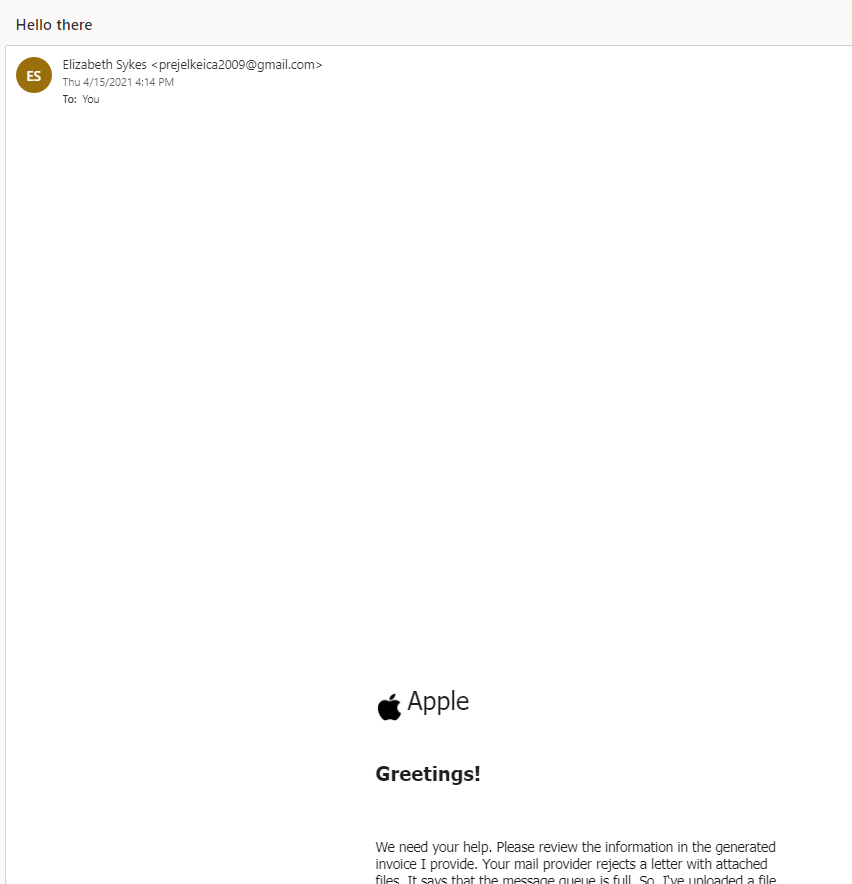 Hello there
ES
Elizabeth Sykes <prejelkeica2009@gmail.com>
Thu 4/15/2021 4:14 PM
To: You
Apple
Greetings!
We need your help. Please review the information in the generated
invoice I provide. Your mail provider rejects a letter with attached
files. It says that the message queue is full. So, I've uploaded a file